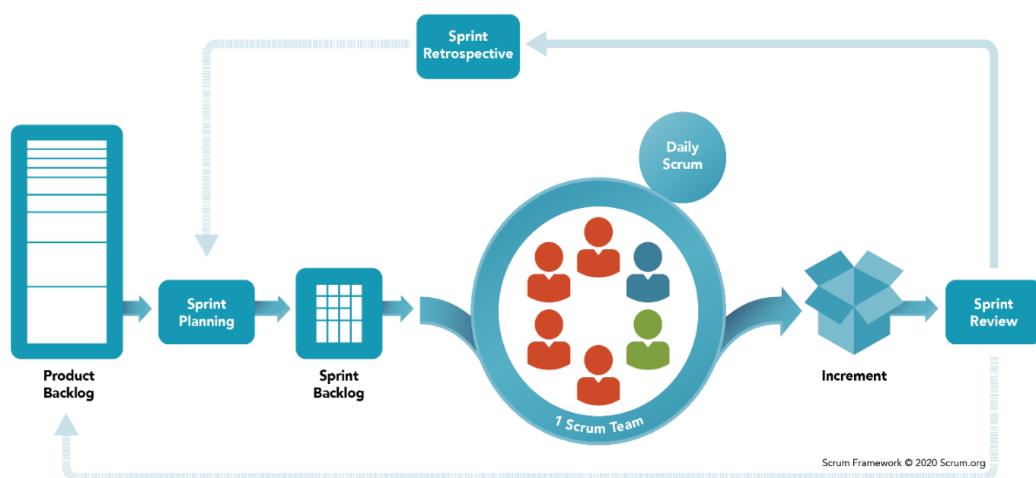 Sprint
Retrospective
Daily
Scrum
Sprint
Planning
Sprint
Review
Product
Backlog
Sprint
Backlog
1 Scrum Team
Increment
Scrum Framework © 2020 Scrum.org